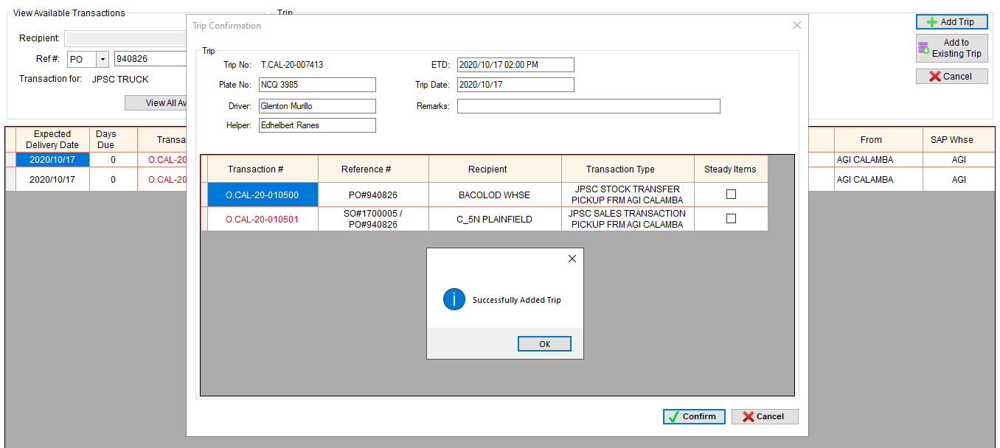 View Available Transactions
Trip
Recipient:
Ref #:
PO
940826
Transaction for:
JPSC TRUCK
View All Av
Add Trip
Add to
Existing Trip
Cancel
Expected
Delivery Date
Days
Due
Transa
From
SAP Whse
2020/10/17
0
O.CAL-20
AGI CALAMBA
AGI
2020/10/17
0
O.CAL-20
AGI CALAMBA
AGI
Trip Confirmation
Trip
Trip No:
T.CAL-20-007413
ETD:
2020/10/17 02:00 PM
Plate No:
NCQ 3985
Trip Date:
2020/10/17
Driver:
Glenton Murillo
Remarks:
Helper:
Edhelbert Ranes
Transaction #
Reference #
Recipient
Transaction Type
Steady Items
O.CAL-20-010500
PO#940826
BACOLOD WHSE
JPSC STOCK TRANSFER
PICKUP FRM AGI CALAMBA
O.CAL-20-010501
SO#1700005 /
PO#940826
C_5N PLAINFIELD
JPSC SALES TRANSACTION
PICKUP FRM AGI CALAMBA
Successfully Added Trip
OK
Confirm
Cancel